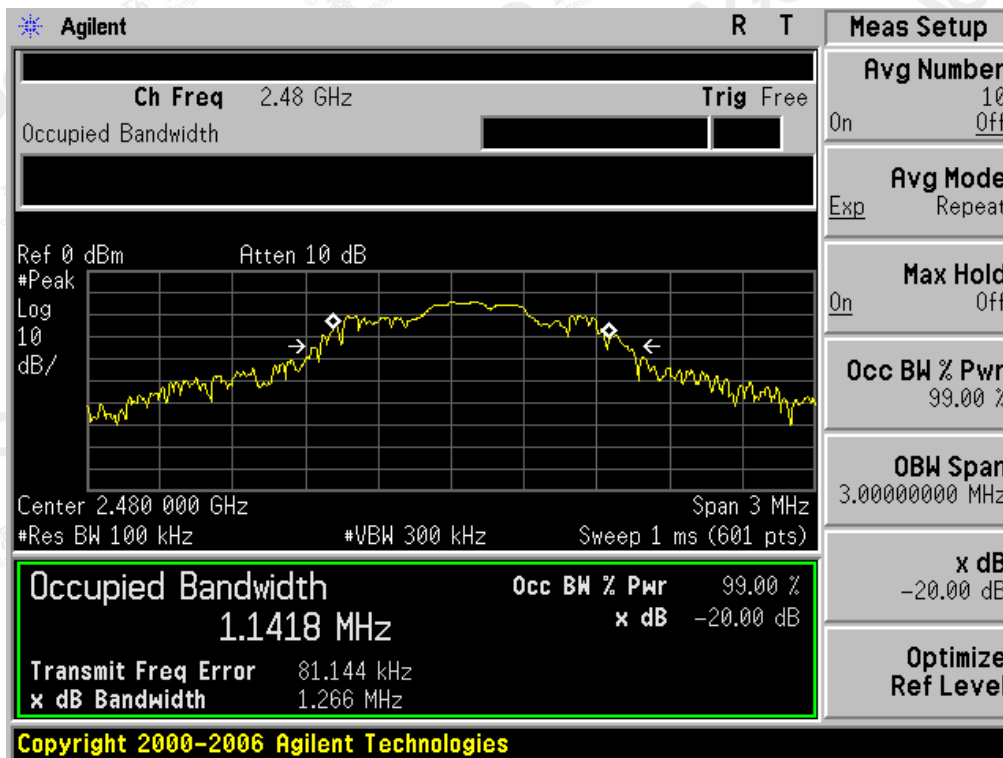 Agilent R T
Ch Freq 2.48 GHz Trig Free
Occupied Bandwidth
Ref 0 dBm Atten 10 dB
#Peak
Log
10
dB/
Center 2.480 000 GHz Span 3 MHz
#Res BW 100 kHz #VBW 300 kHz Sweep 1 ms (601 pts)
Occupied Bandwidth Occ BW % Pwr 99.00 %
1.1418 MHz x dB -20.00 dB
Transmit Freq Error 81.144 kHz
x dB Bandwidth 1.266 MHz
Copyright 2000-2006 Agilent Technologies
Meas Setup
Avg Number
10
On Off
Avg Mode
Exp Repeat
Max Hold
On Off
Occ BW % Pwr
99.00 %
OBW Span
3.00000000 MHz
x dB
-20.00 dB
Optimize
Ref Level